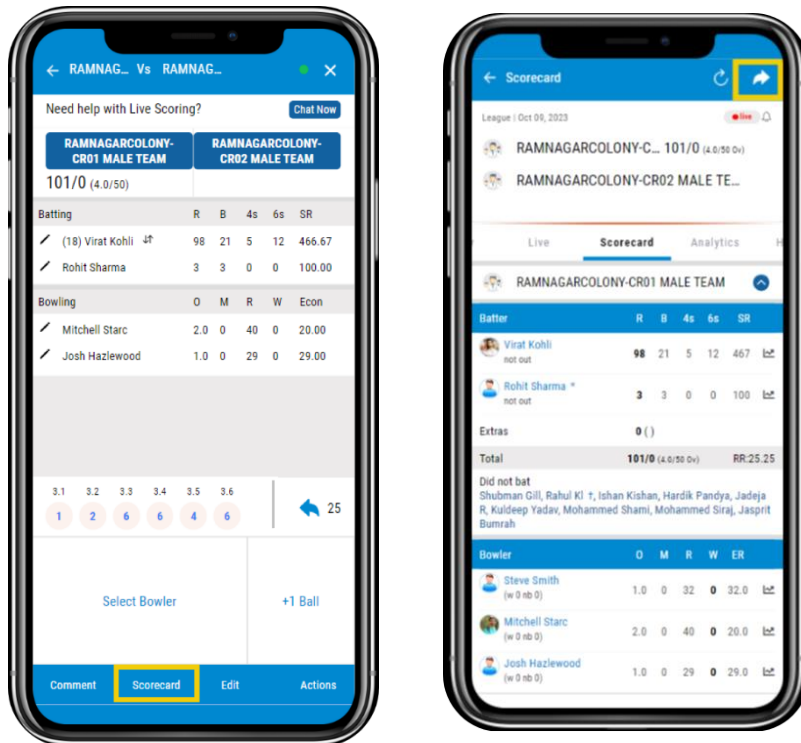 RAMNAG... Vs RAMNAG...
Need help with Live Scoring? Chat Now
RAMNAGARCOLONY-CR01 MALE TEAM
RAMNAGARCOLONY-CR02 MALE TEAM
101/0 (4.0/50)
Batting R B 4s 6s SR
(18) Virat Kohli 98 21 5 12 466.67
Rohit Sharma 3 3 0 0 100.00
Bowling O M R W Econ
Mitchell Starc 2.0 0 40 0 20.00
Josh Hazlewood 1.0 0 29 0 29.00
3.1 3.2 3.3 3.4 3.5 3.6
1 2 6 6 4 6 25
Select Bowler +1 Ball
Comment Scorecard Edit Actions
Scorecard
League | Oct 09, 2023 live
RAMNAGARCOLONY-C... 101/0 (4.0/50 Ov)
RAMNAGARCOLONY-CR02 MALE TE...
Live Scorecard Analytics H
RAMNAGARCOLONY-CR01 MALE TEAM
Batter R B 4s 6s SR
Virat Kohli 98 21 5 12 467
not out
Rohit Sharma * 3 3 0 0 100
not out
Extras 0 ()
Total 101/0 (4.0/50 Ov) RR:25.25
Did not bat
Shubman Gill, Rahul Kl †, Ishan Kishan, Hardik Pandya, Jadeja
R, Kuldeep Yadav, Mohammed Shami, Mohammed Siraj, Jasprit
Bumrah
Bowler O M R W ER
Steve Smith 1.0 0 32 0 32.0
(w 0 nb 0)
Mitchell Starc 2.0 0 40 0 20.0
(w 0 nb 0)
Josh Hazlewood 1.0 0 29 0 29.0
(w 0 nb 0)